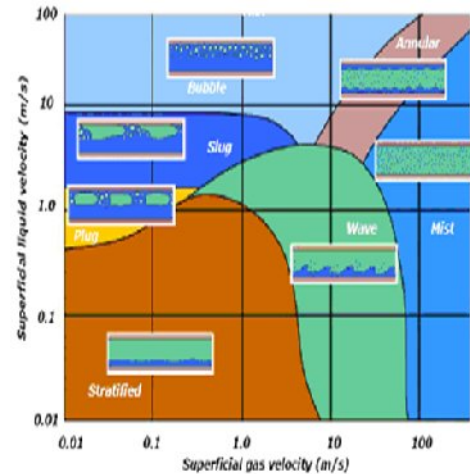 100
Annular
Bubble
10
Slug
1.0
Plug
Wave
Mist
0.1
Stratified
0.01
0.01 0.1 1.0 10 100
Superficial gas velocity (m/s)
Superficial liquid velocity (m/s)